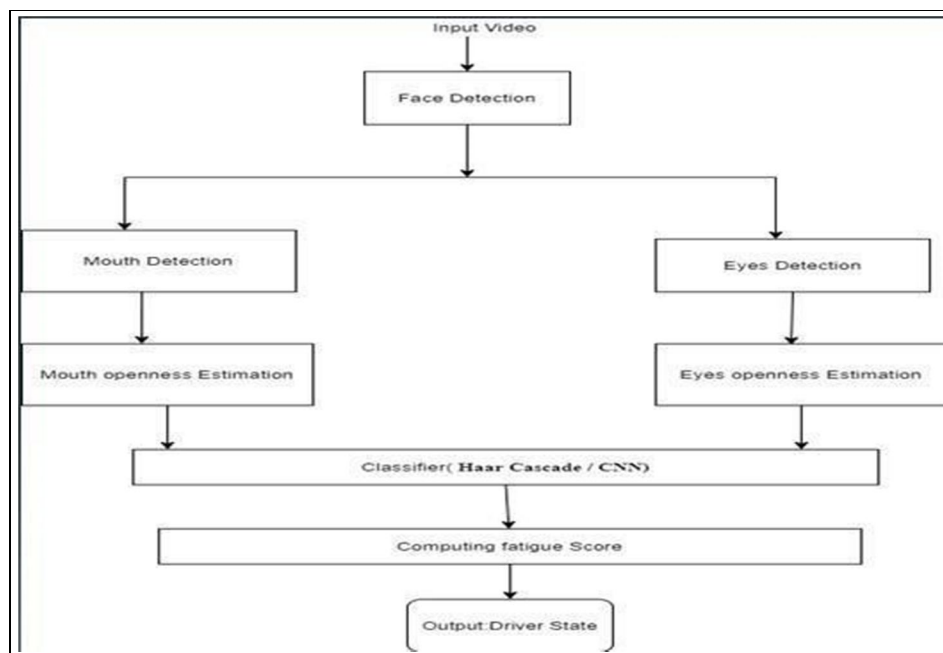 Input Video
Face Detection
Mouth Detection
Eyes Detection
Mouth openness Estimation
Eyes openness Estimation
Classifier( Haar Cascade / CNN)
Computing fatigue Score
Output:Driver State